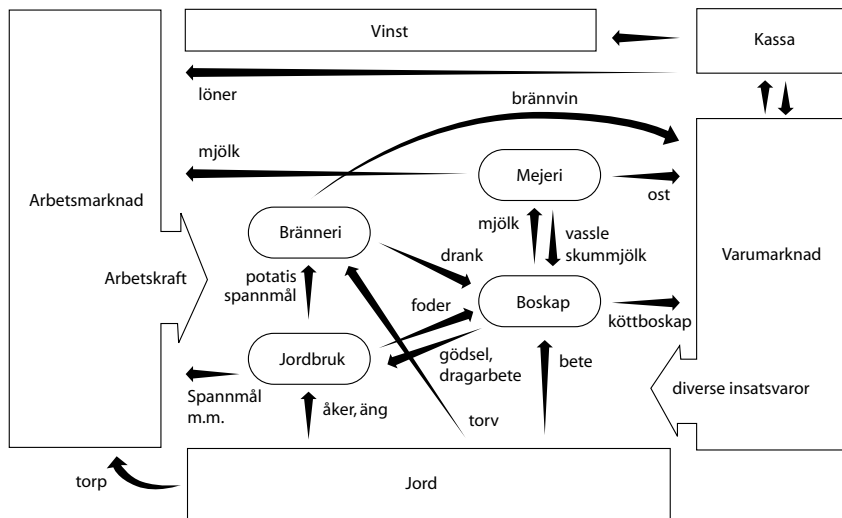 Vinst
Kassa
löner
brännvin
mjölk
Mejeri
ost
Arbetsmarknad
Bränneri
mjölk
vassle
skummjölk
drank
Varumarknad
Arbetskraft
potatis
spannmål
foder
Boskap
köttboskap
Jordbruk
gödsel,
dragarbete
bete
diverse insatsvaror
Spannmål
m.m.
åker, äng
torv
torp
Jord